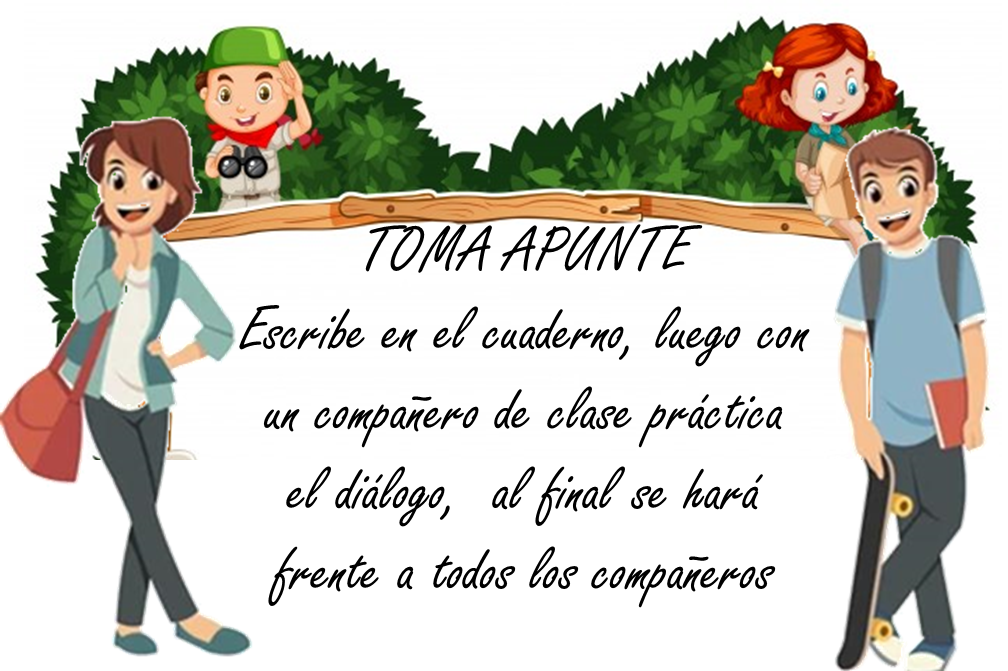 TOMA APUNTE
Escribe en el cuaderno, luego con
un compañero de clase práctica
el diálogo, al final se hará
frente a todos los compañeros